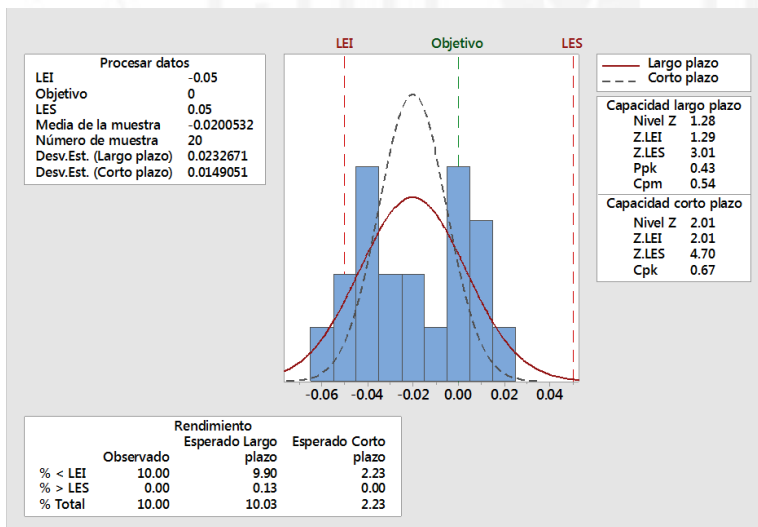 LEI Objetivo LES
Procesar datos
LEI -0.05
Objetivo 0
LES 0.05
Media de la muestra -0.0200532
Número de muestra 20
Desv.Est. (Largo plazo) 0.0232671
Desv.Est. (Corto plazo) 0.0149051
Largo plazo
Corto plazo
Capacidad largo plazo
Nivel Z 1.28
Z.LEI 1.29
Z.LES 3.01
Ppk 0.43
Cpm 0.54
Capacidad corto plazo
Nivel Z 2.01
Z.LEI 2.01
Z.LES 4.70
Cpk 0.67
-0.06 -0.04 -0.02 0.00 0.02 0.04
Rendimiento
Esperado Largo Esperado Corto
Observado plazo plazo
% < LEI 10.00 9.90 2.23
% > LES 0.00 0.13 0.00
% Total 10.00 10.03 2.23